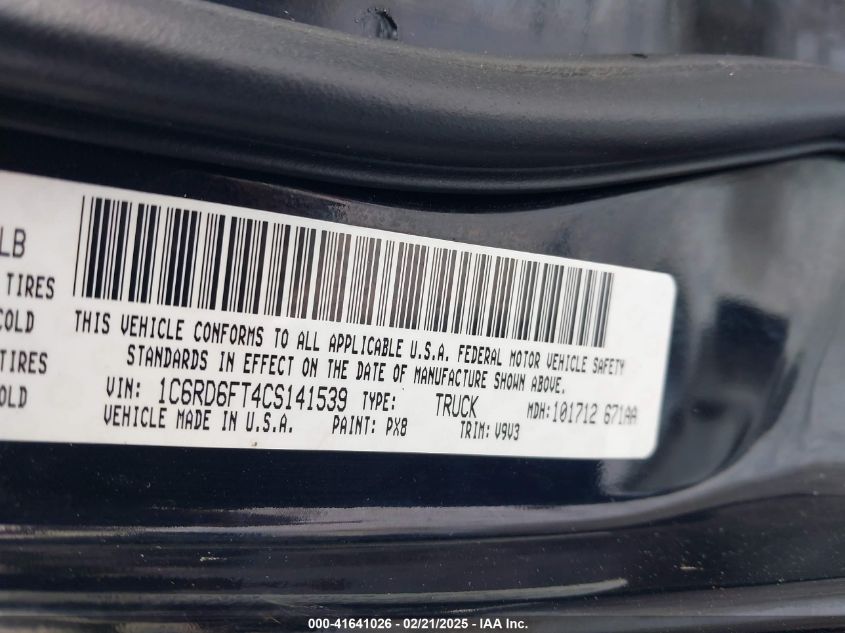 LB
TIRES
COLD
TIRES
OLD
THIS VEHICLE CONFORMS TO ALL APPLICABLE U.S.A. FEDERAL MOTOR VEHICLE SAFETY
STANDARDS IN EFFECT ON THE DATE OF MANUFACTURE SHOWN ABOVE.
VIN: 1C6RD6FT4CS141539 TYPE: TRUCK MDH:101712 671AA
VEHICLE MADE IN U.S.A. PAINT: PX8 TRIM: V9V3
000-41641026 - 02/21/2025 - IAA Inc.